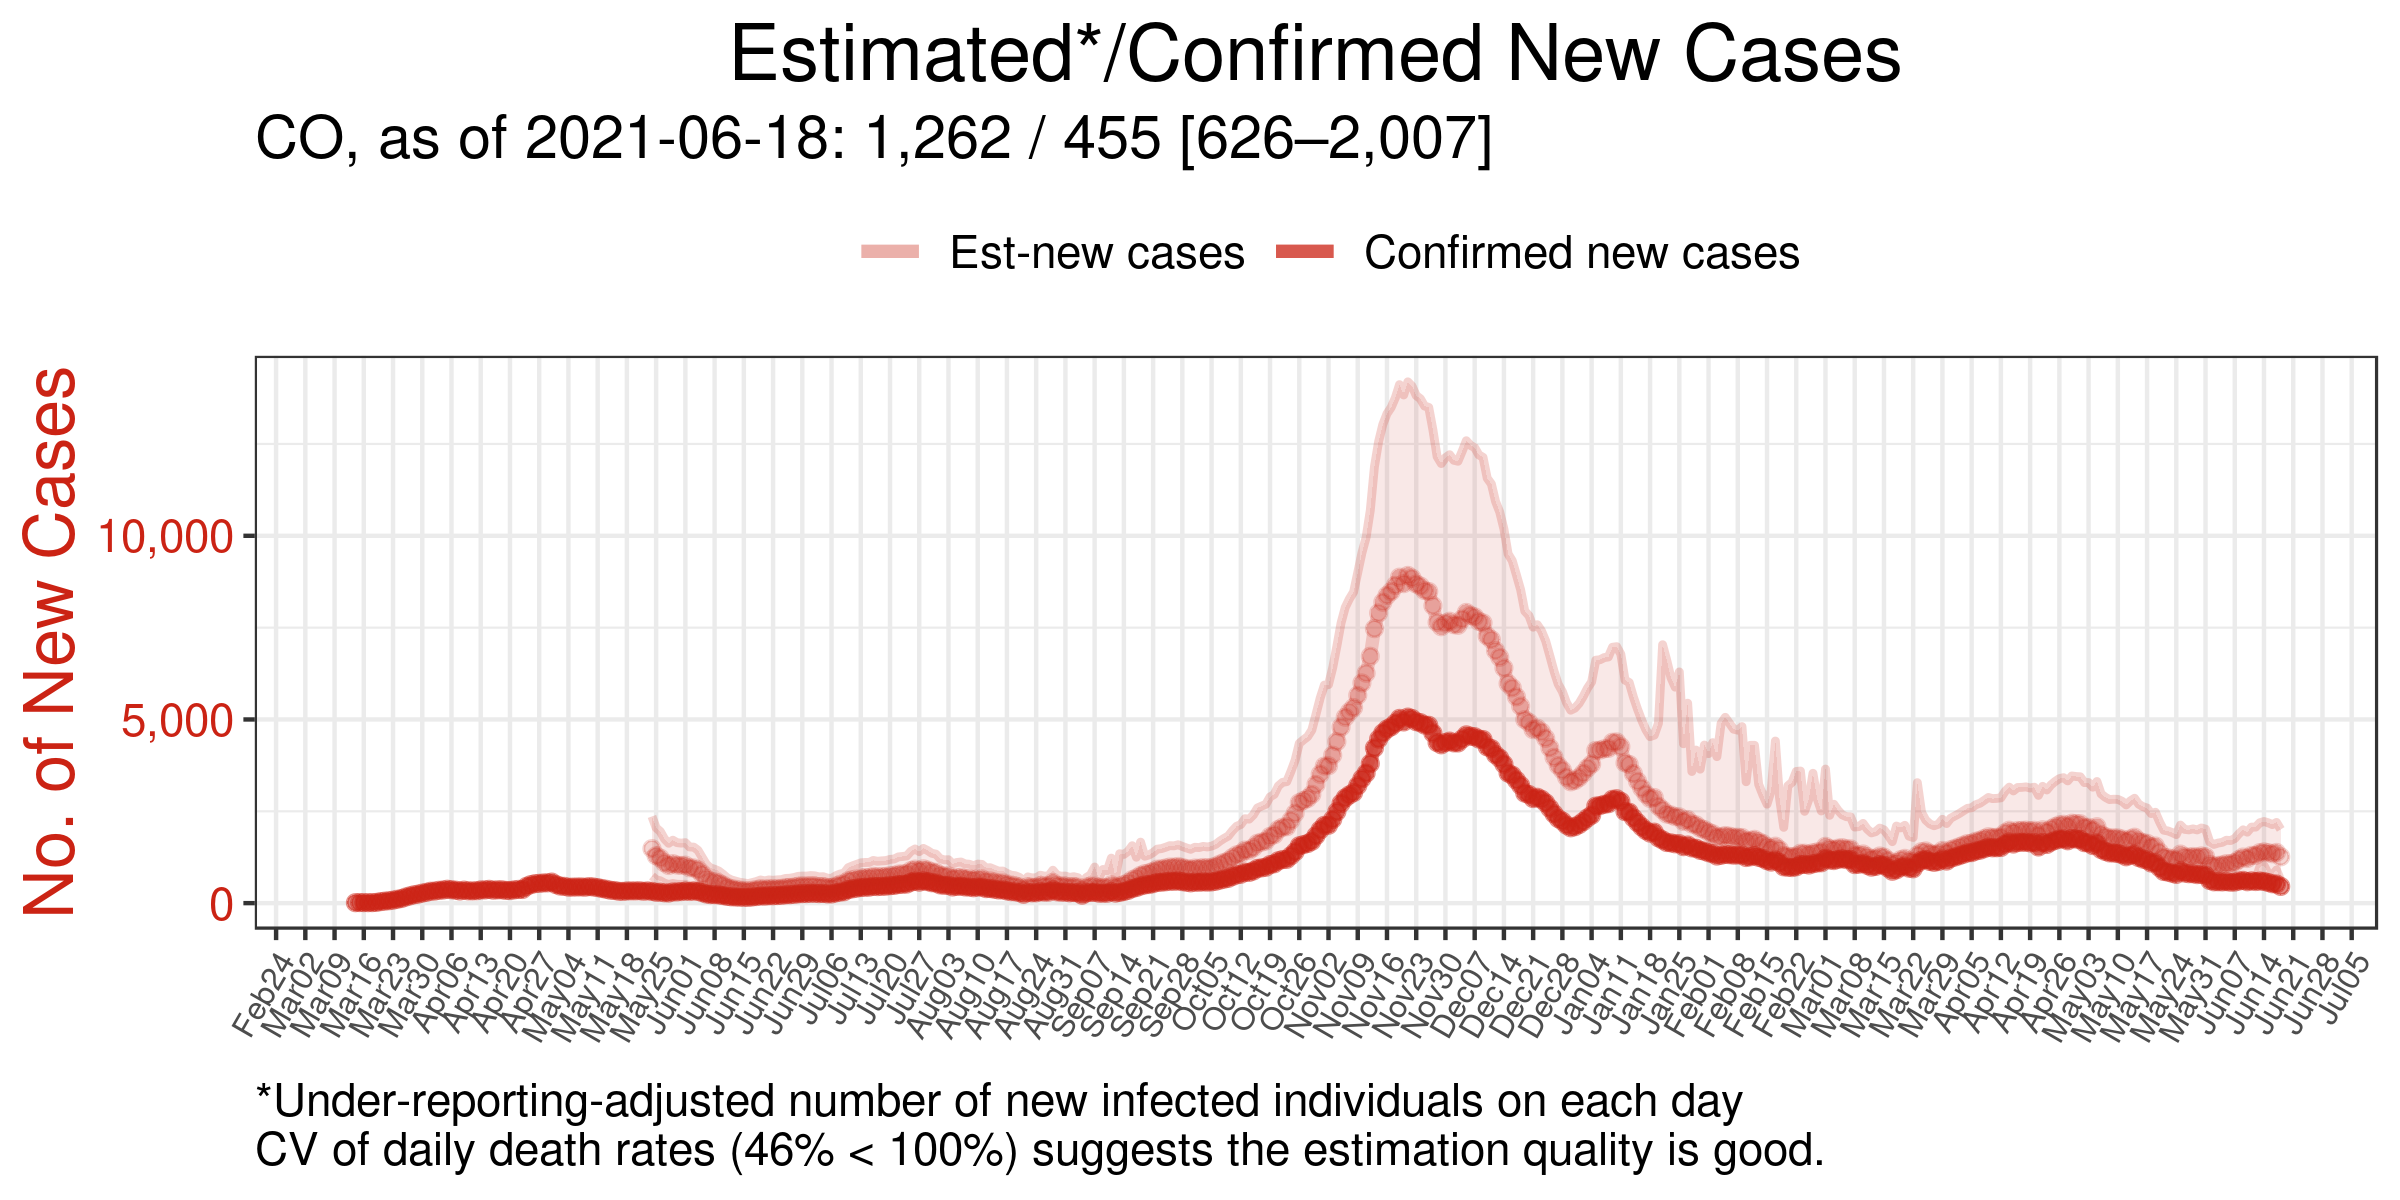 Estimated*/Confirmed New Cases
CO, as of 2021-06-18: 1,262 / 455 [626–2,007]
Est-new cases Confirmed new cases
No. of New Cases
10,000
5,000
0
Feb24 Mar02 Mar09 Mar16 Mar23 Mar30 Apr06 Apr13 Apr20 Apr27 May04 May11 May18 May25 Jun01 Jun08 Jun15 Jun22 Jun29 Jul06 Jul13 Jul20 Jul27 Aug03 Aug10 Aug17 Aug24 Aug31 Sep07 Sep14 Sep21 Sep28 Oct05 Oct12 Oct19 Oct26 Nov02 Nov09 Nov16 Nov23 Nov30 Dec07 Dec14 Dec21 Dec28 Jan04 Jan11 Jan18 Jan25 Feb01 Feb08 Feb15 Feb22 Mar01 Mar08 Mar15 Mar22 Mar29 Apr05 Apr12 Apr19 Apr26 May03 May10 May17 May24 May31 Jun07 Jun14 Jun21 Jun28 Jul05
*Under-reporting-adjusted number of new infected individuals on each day
CV of daily death rates (46% < 100%) suggests the estimation quality is good.